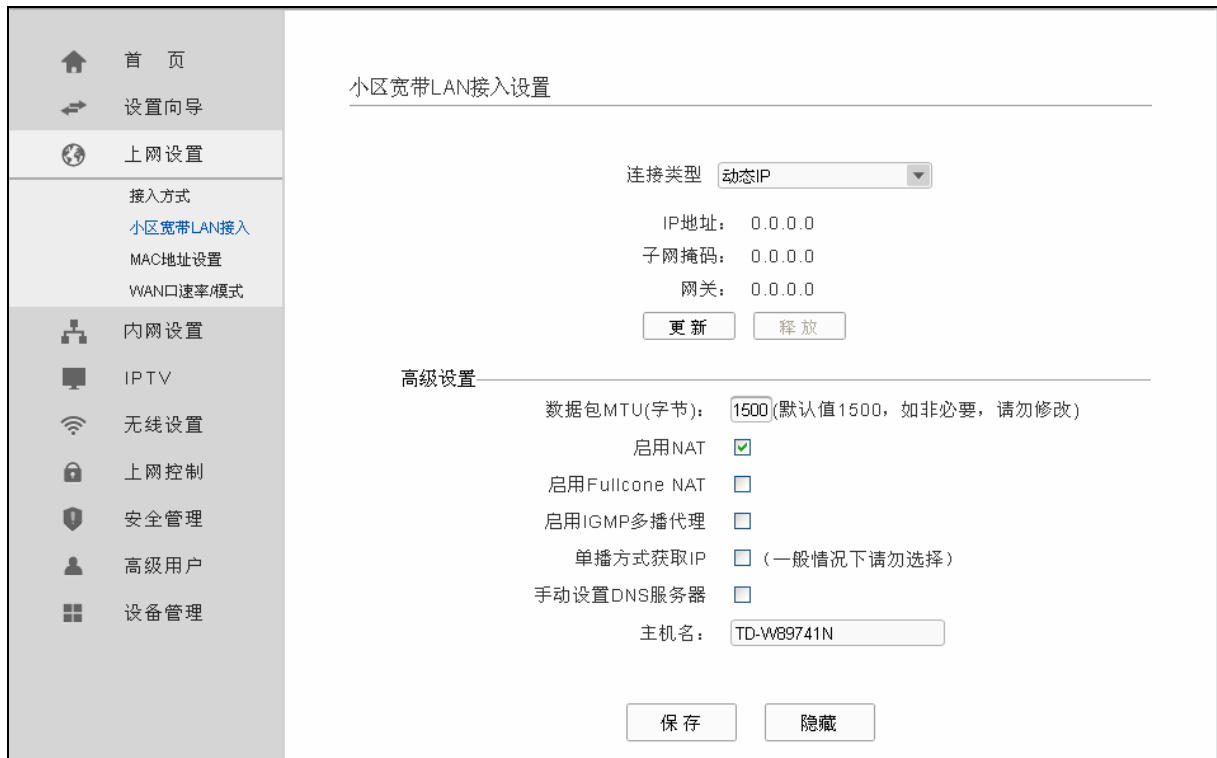 首 页
设置向导
上网设置
接入方式
小区宽带LAN接入
MAC地址设置
WAN口速率/模式
内网设置
IPTV
无线设置
上网控制
安全管理
高级用户
设备管理
小区宽带LAN接入设置
连接类型 动态IP
IP地址: 0.0.0.0
子网掩码: 0.0.0.0
网关: 0.0.0.0
更新 释放
高级设置
数据包MTU(字节): 1500(默认值1500，如非必要，请勿修改)
启用NAT
启用Fullcone NAT
启用IGMP多播代理
单播方式获取IP （一般情况下请勿选择）
手动设置DNS服务器
主机名: TD-W89741N
保存 隐藏